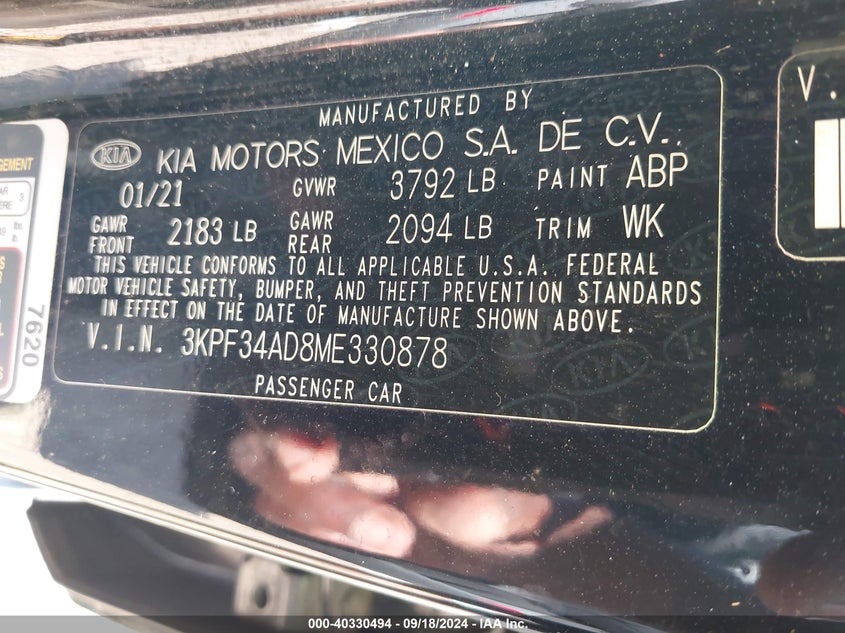 MANUFACTURED BY
KIA KIA MOTORS MEXICO S.A. DE C.V.
01/21 GVWR 3792 LB PAINT ABP
GAWR FRONT 2183 LB GAWR REAR 2094 LB TRIM WK
THIS VEHICLE CONFORMS TO ALL APPLICABLE U.S.A. FEDERAL
MOTOR VEHICLE SAFETY, BUMPER, AND THEFT PREVENTION STANDARDS
IN EFFECT ON THE DATE OF MANUFACTURE SHOWN ABOVE.
V.I.N. 3KPF34AD8ME330878
PASSENGER CAR
7620
V.
000-40330494 - 09/18/2024 - IAA Inc.